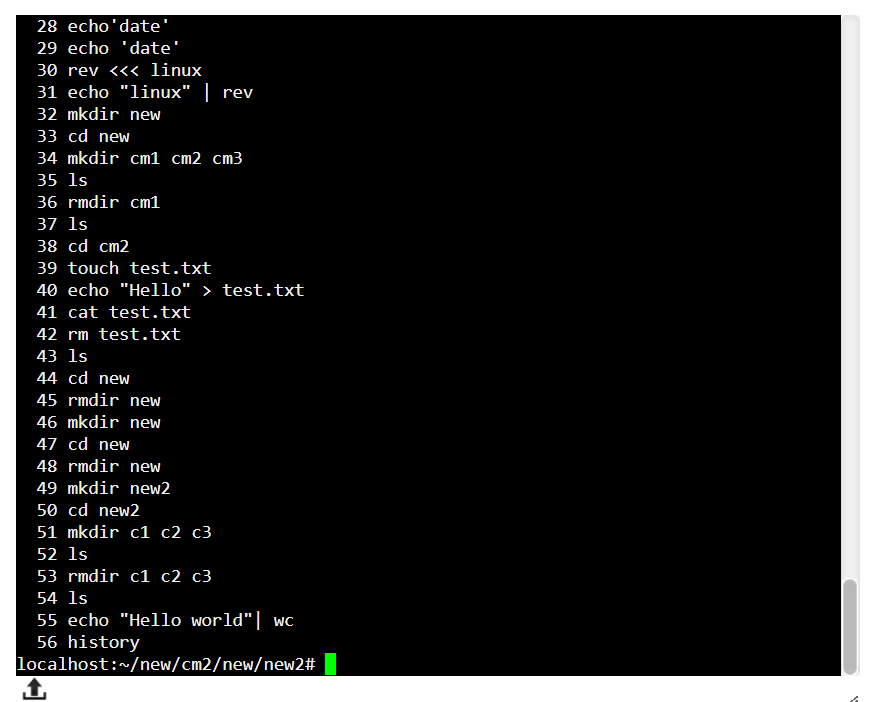 28 echo'date'
29 echo 'date'
30 rev <<< linux
31 echo "linux" | rev
32 mkdir new
33 cd new
34 mkdir cm1 cm2 cm3
35 ls
36 rmdir cm1
37 ls
38 cd cm2
39 touch test.txt
40 echo "Hello" > test.txt
41 cat test.txt
42 rm test.txt
43 ls
44 cd new
45 rmdir new
46 mkdir new
47 cd new
48 rmdir new
49 mkdir new2
50 cd new2
51 mkdir c1 c2 c3
52 ls
53 rmdir c1 c2 c3
54 ls
55 echo "Hello world"| wc
56 history
localhost:~/new/cm2/new/new2#